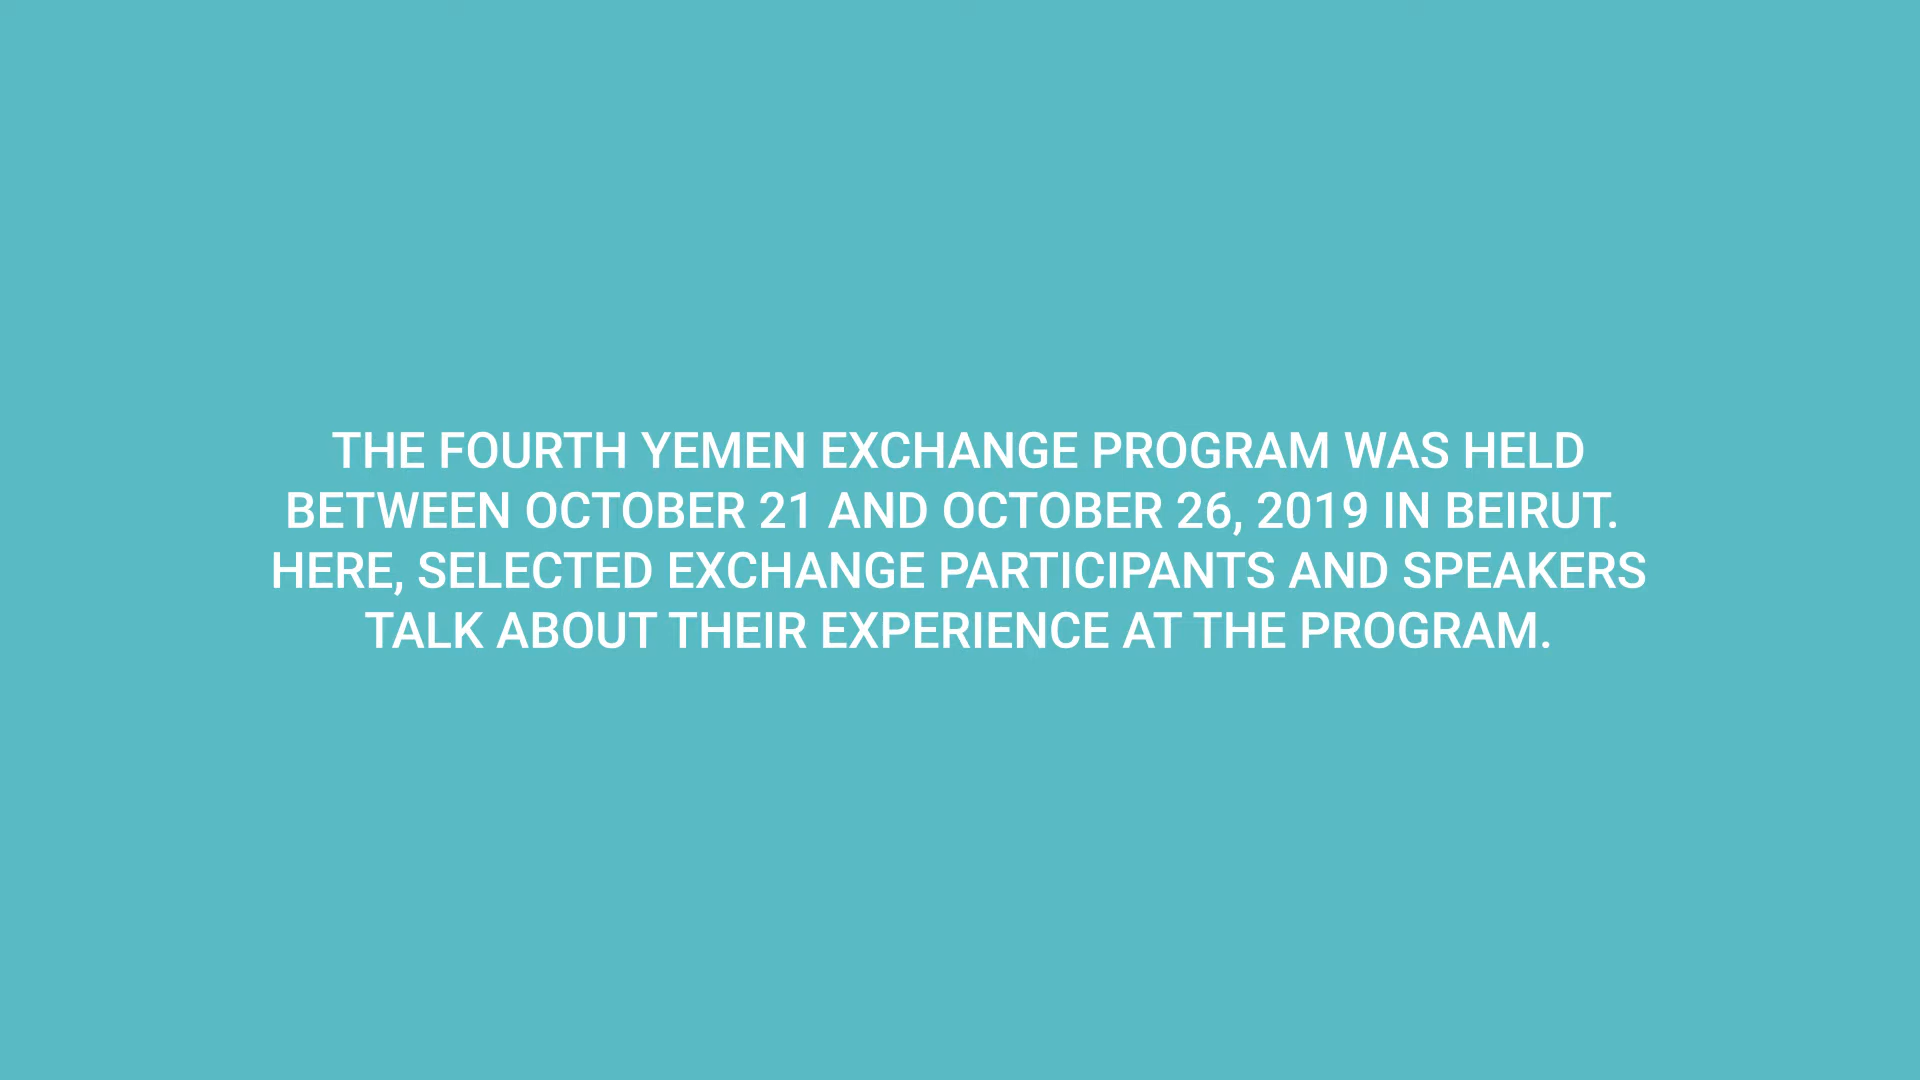 THE FOURTH YEMEN EXCHANGE PROGRAM WAS HELD
BETWEEN OCTOBER 21 AND OCTOBER 26, 2019 IN BEIRUT.
HERE, SELECTED EXCHANGE PARTICIPANTS AND SPEAKERS
TALK ABOUT THEIR EXPERIENCE AT THE PROGRAM.